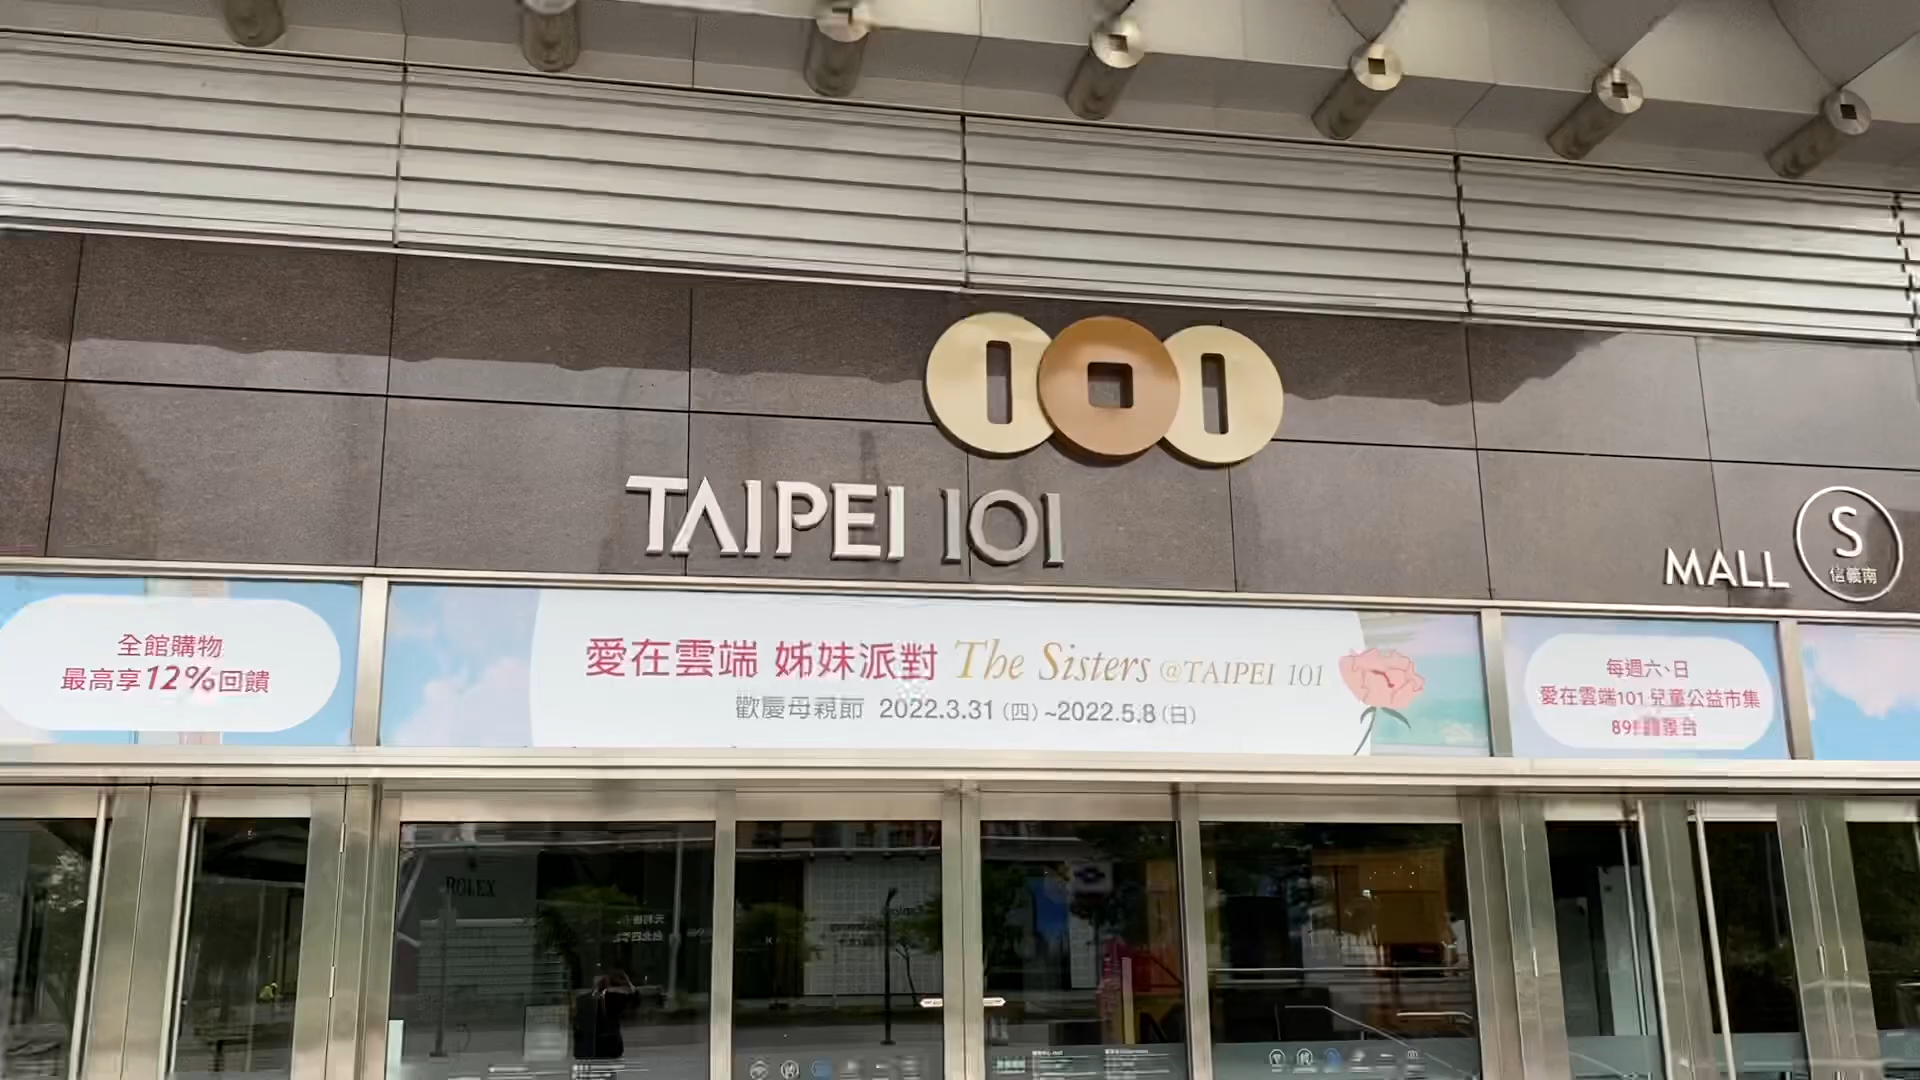 TAIPEI 101
MALL
S
信義南
全館購物
最高享12%回饋
愛在雲端 姊妹派對 The Sisters @TAIPEI 101
歡慶母親節 2022.3.31(四)~2022.5.8(日)
每週六、日
愛在雲端101 兒童公益市集
89
ROLEX